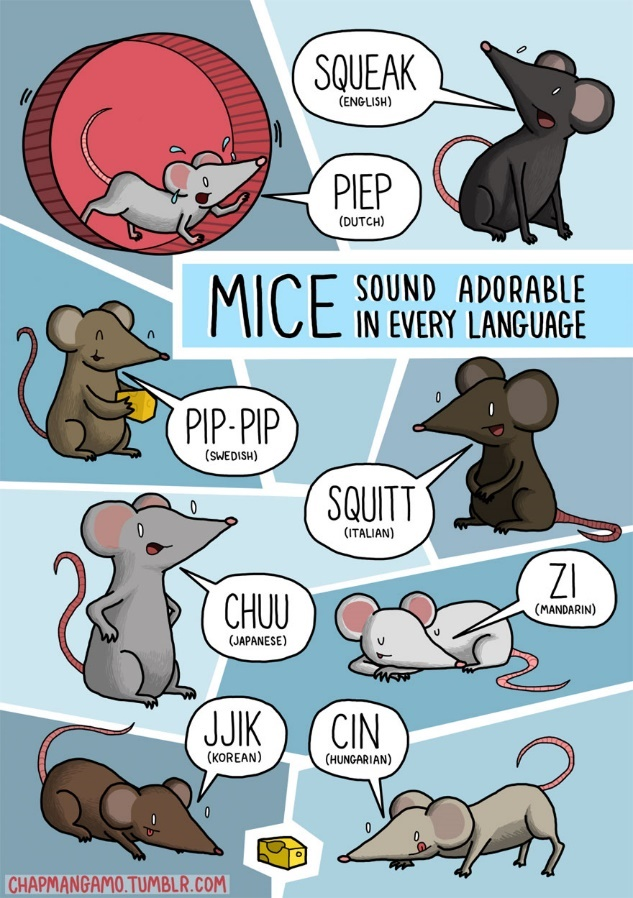 SQUEAK
(ENGLISH)
PIEP
(DUTCH)
MICE SOUND ADORABLE
IN EVERY LANGUAGE
PIP-PIP
(SWEDISH)
SQUITT
(ITALIAN)
CHUU
(JAPANESE)
ZI
(MANDARIN)
JJIK
(KOREAN)
CIN
(HUNGARIAN)
CHAPMANGAMO.TUMBLR.COM